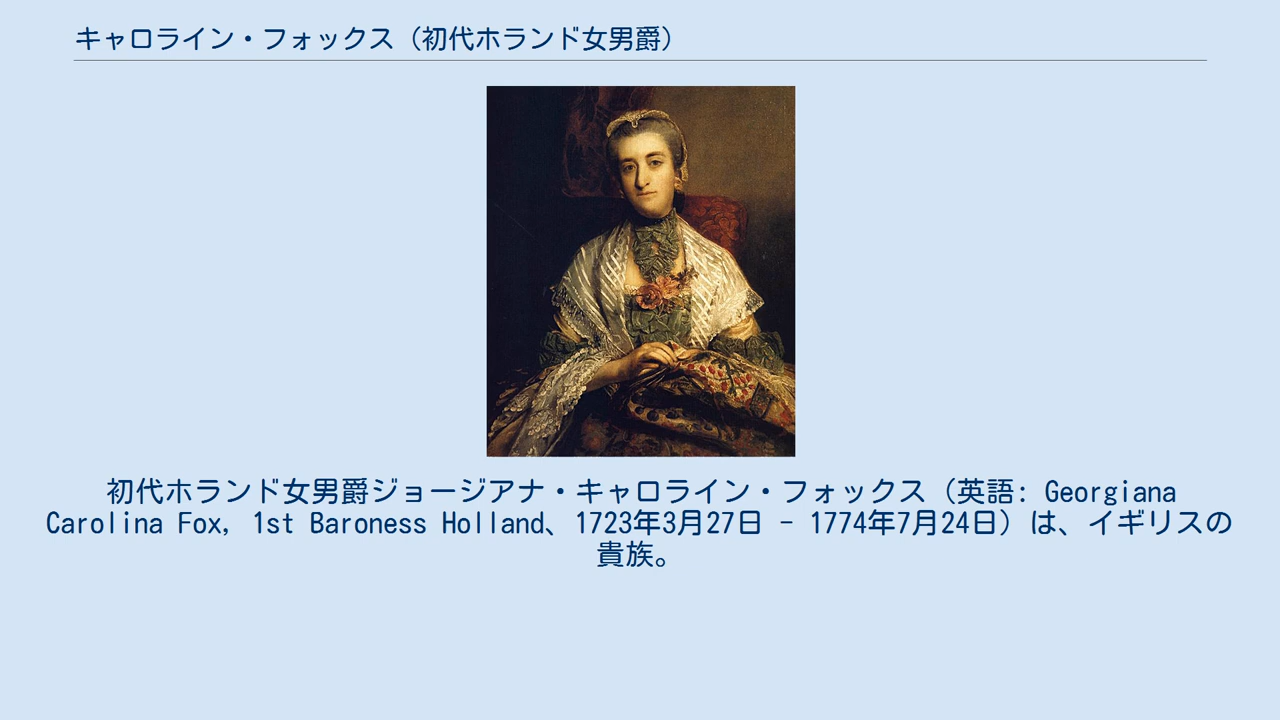 キャロライン・フォックス（初代ホランド女男爵）
初代ホランド女男爵ジョージアナ・キャロライン・フォックス（英語: Georgiana
Carolina Fox, 1st Baroness Holland、1723年3月27日 - 1774年7月24日）は、イギリスの
貴族。